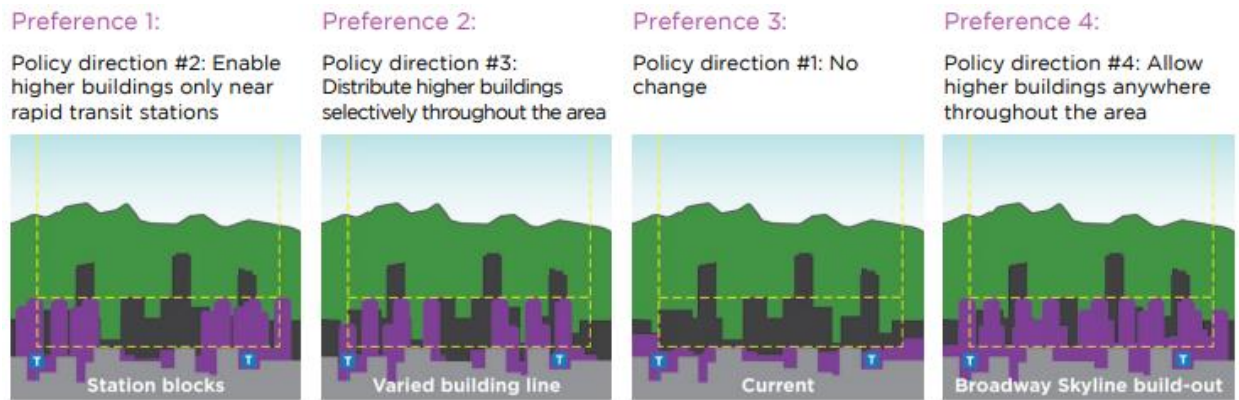 Preference 1:
Policy direction #2: Enable
higher buildings only near
rapid transit stations
T
T
Station blocks
Preference 2:
Policy direction #3:
Distribute higher buildings
selectively throughout the area
T
T
Varied building line
Preference 3:
Policy direction #1: No
change
T
T
Current
Preference 4:
Policy direction #4: Allow
higher buildings anywhere
throughout the area
T
T
Broadway Skyline build-out